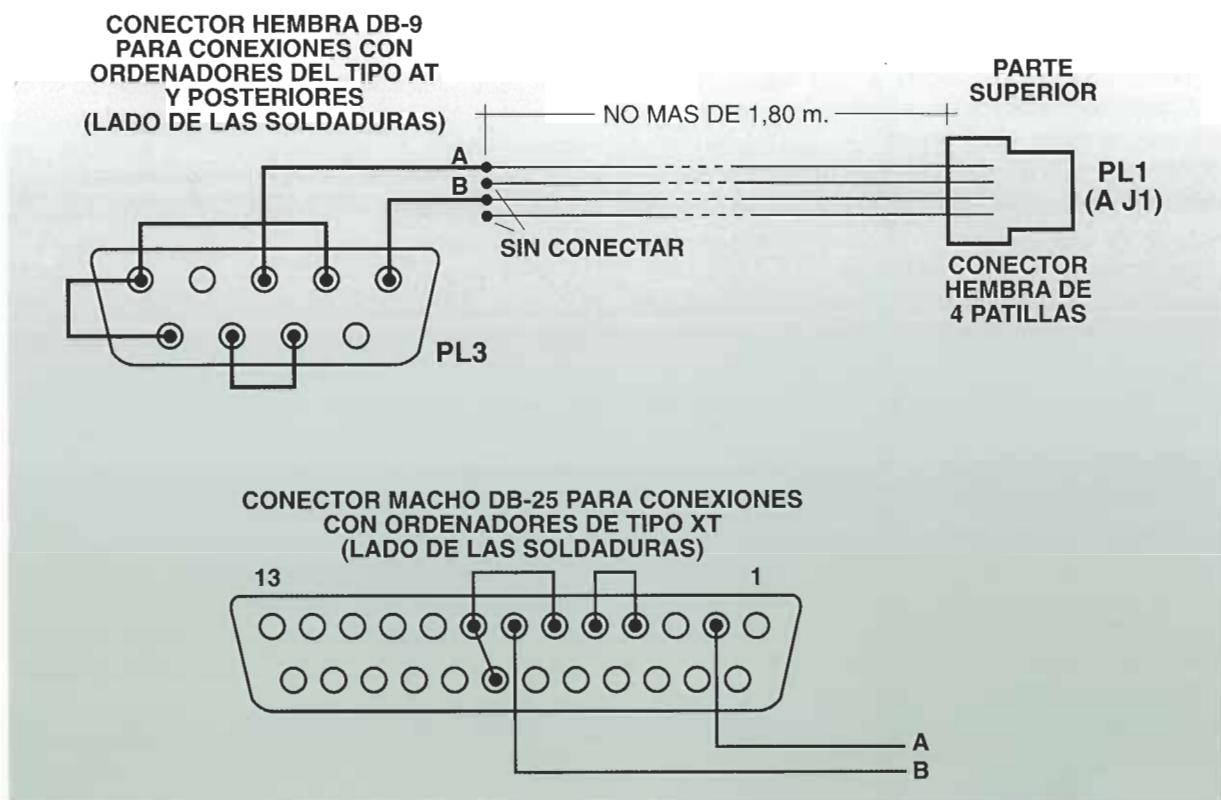 CONECTOR HEMBRA DB-9
PARA CONEXIONES CON
ORDENADORES DEL TIPO AT
Y POSTERIORES
(LADO DE LAS SOLDADURAS)
PARTE
SUPERIOR
NO MAS DE 1,80 m.
A
B
SIN CONECTAR
PL1
(A J1)
CONECTOR
HEMBRA DE
4 PATILLAS
PL3
CONECTOR MACHO DB-25 PARA CONEXIONES
CON ORDENADORES DE TIPO XT
(LADO DE LAS SOLDADURAS)
13
1
A
B